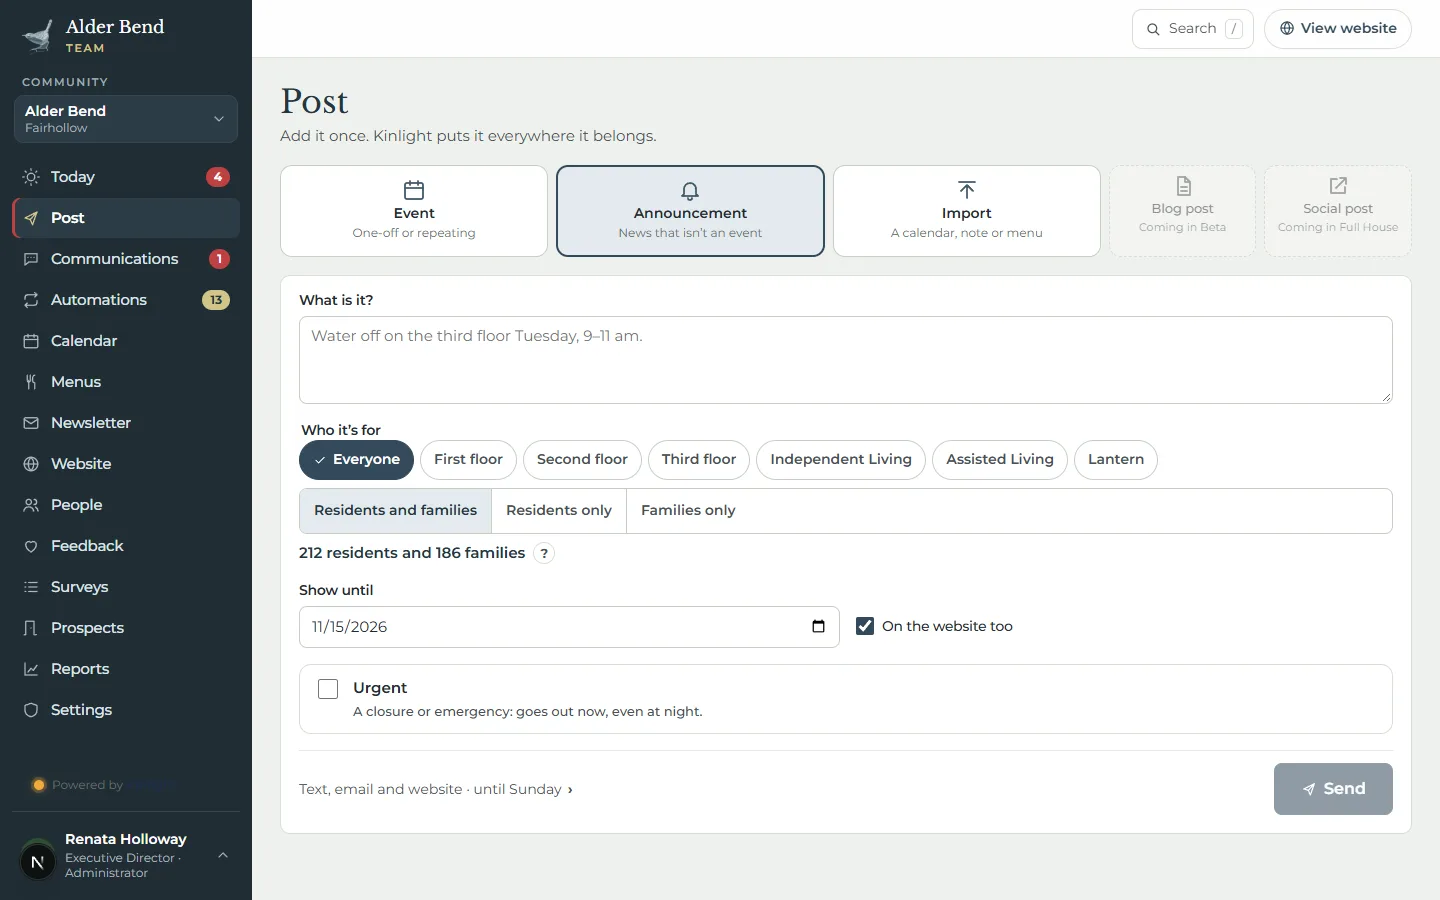 Alder Bend
TEAM
COMMUNITY
Alder Bend
Fairhollow
Today
4
Post
Communications
1
Automations
13
Calendar
Menus
Newsletter
Website
People
Feedback
Surveys
Prospects
Reports
Settings
Powered by
N
Renata Holloway
Executive Director ·
Administrator
Search /
View website
Post
Add it once. Kinlight puts it everywhere it belongs.
Event
One-off or repeating
Announcement
News that isn’t an event
Import
A calendar, note or menu
Blog post
Coming in Beta
Social post
Coming in Full House
What is it?
Water off on the third floor Tuesday, 9–11 am.
Who it’s for
Everyone
First floor
Second floor
Third floor
Independent Living
Assisted Living
Lantern
Residents and families
Residents only
Families only
212 residents and 186 families ?
Show until
11/15/2026
On the website too
Urgent
A closure or emergency: goes out now, even at night.
Text, email and website · until Sunday ›
Send